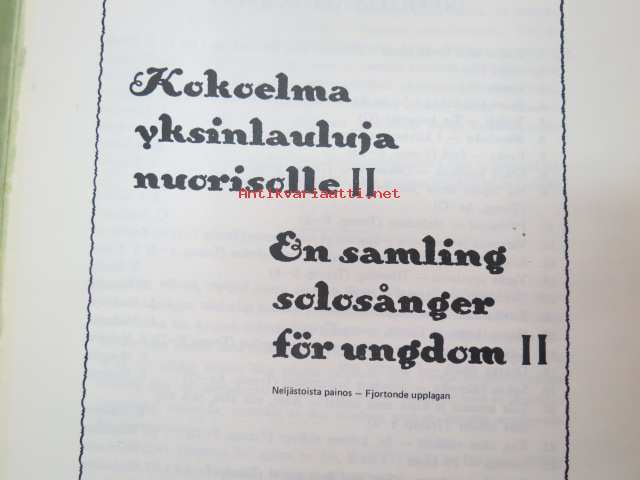 Kokoelma
yksinlauluja
nuorisolle II
Antikvariaatti.net
En samling
solosånger
för ungdom II
Neljästoista painos – Fjortonde upplagan